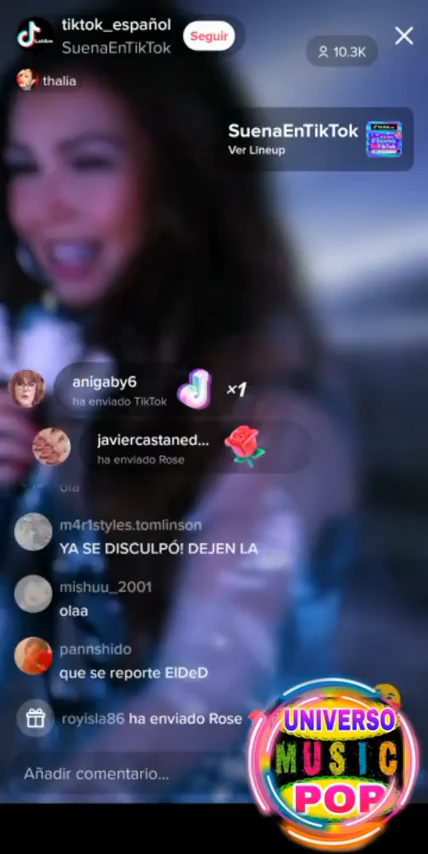 tiktok_español
SuenaEnTikTok
Seguir
10.3K
thalia
SuenaEnTikTok
Ver Lineup
anigaby6
ha enviado TikTok
x1
javiercastaned...
ha enviado Rose
ola
m4r1styles.tomlinson
YA SE DISCULPÓ! DEJEN LA
mishuu_2001
olaa
pannshido
que se reporte ElDeD
royisla86 ha enviado Rose
Añadir comentario...
UNIVERSO
MUSIC
POP